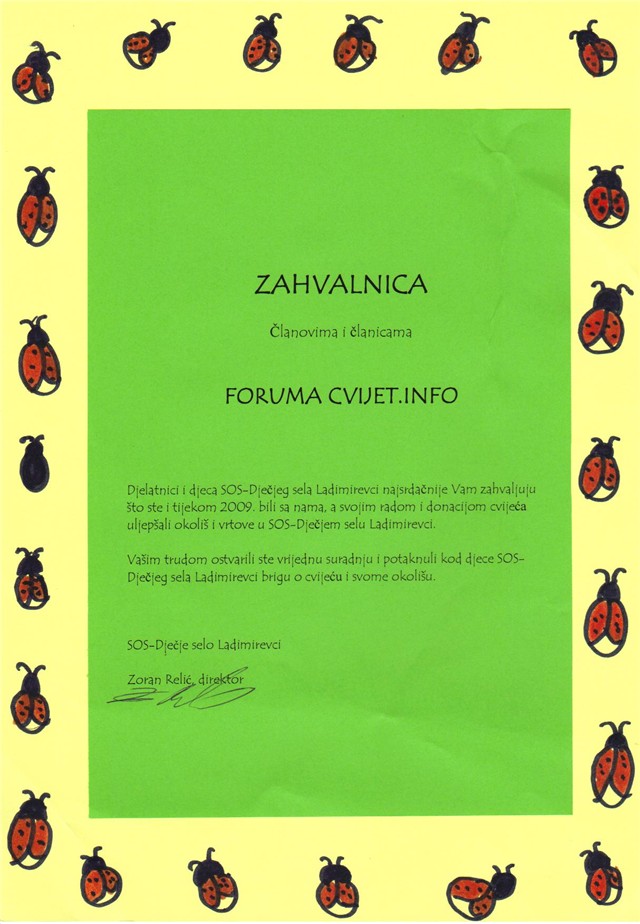 ZAHVALNICA
Članovima i članicama
FORUMA CVIJET.INFO
Djelatnici i djeca SOS-Dječjeg sela Ladimirevci najsrdačnije Vam zahvaljuju
što ste i tijekom 2009. bili sa nama, a svojim radom i donacijom cvijeća
uljepšali okoliš i vrtove u SOS-Dječjem selu Ladimirevci.
Vašim trudom ostvarili ste vrijednu suradnju i potaknuli kod djece SOS-
Dječjeg sela Ladimirevci brigu o cvijeću i svome okolišu.
SOS-Dječje selo Ladimirevci
Zoran Relić, direktor